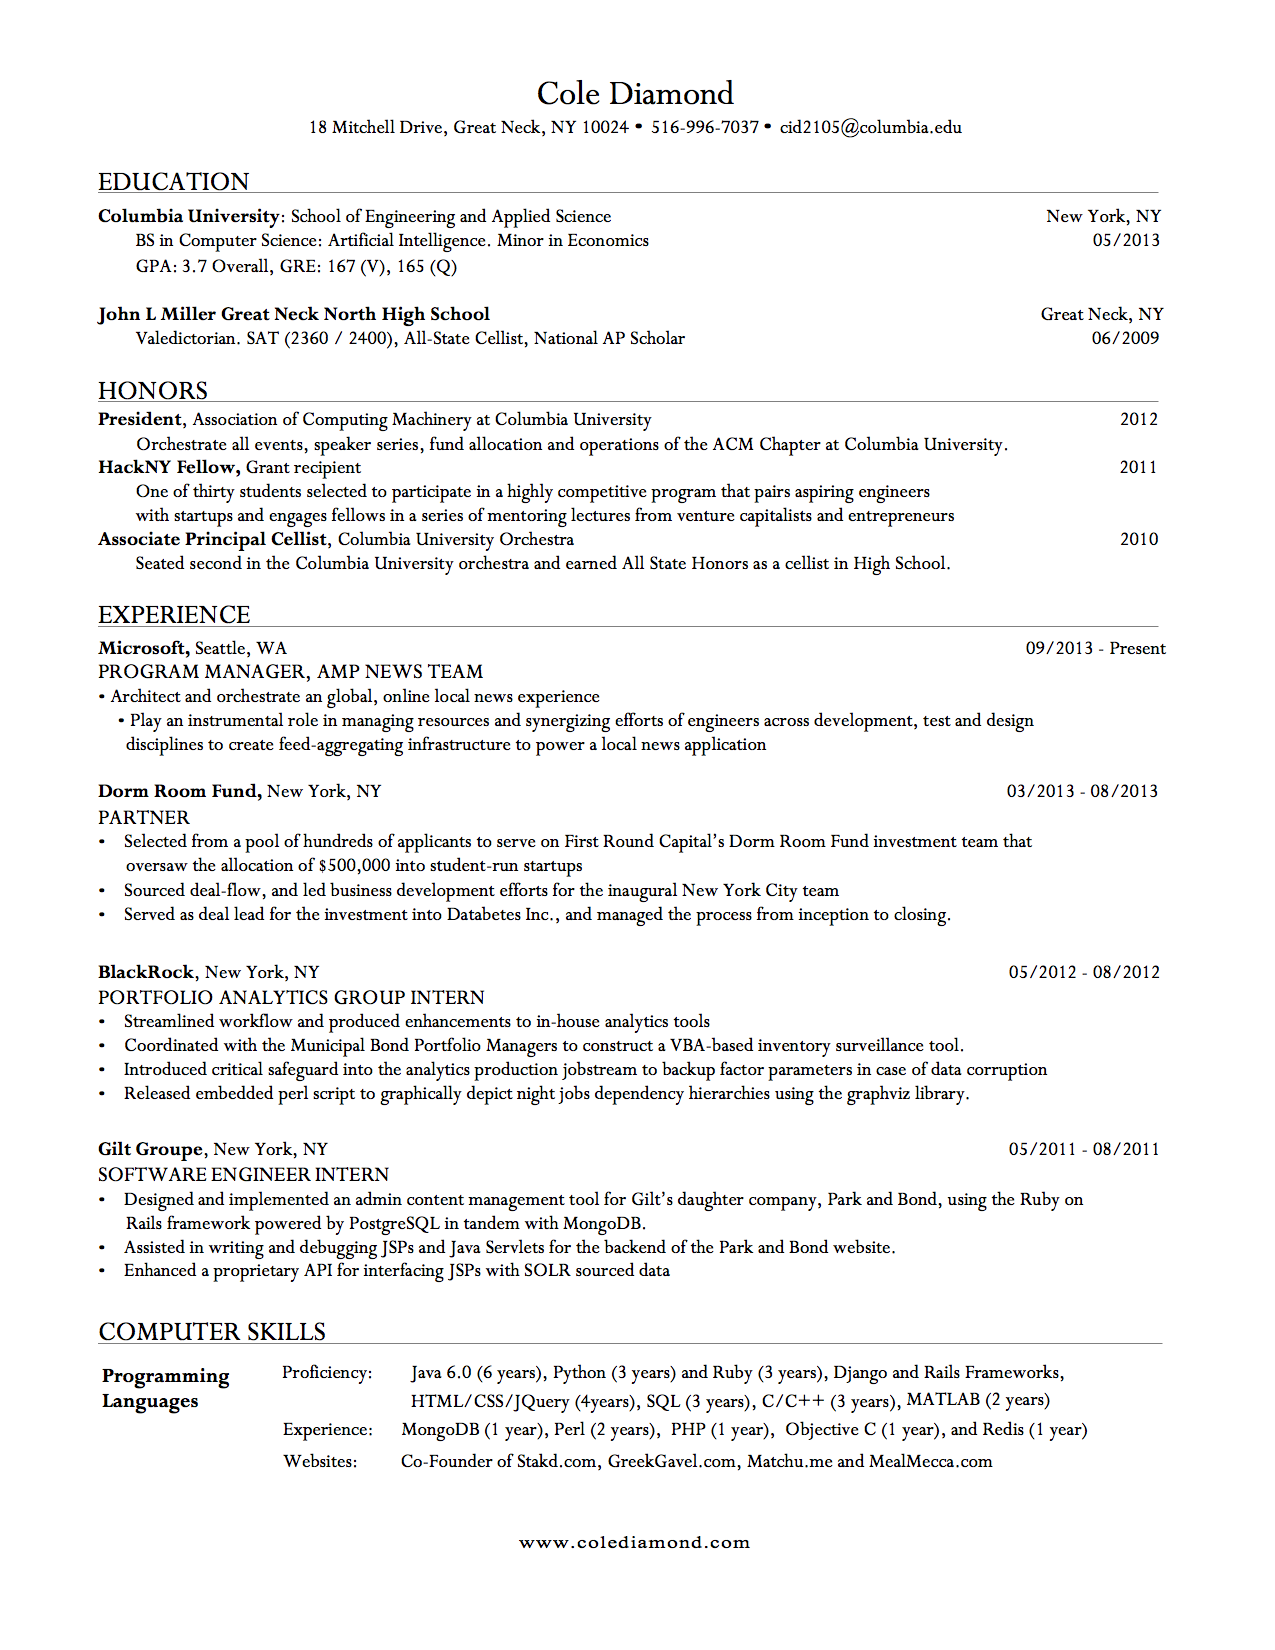 Cole Diamond
18 Mitchell Drive, Great Neck, NY 10024 • 516-996-7037 • cid2105@columbia.edu
EDUCATION
Columbia University: School of Engineering and Applied Science New York, NY
BS in Computer Science: Artificial Intelligence. Minor in Economics 05/2013
GPA: 3.7 Overall, GRE: 167 (V), 165 (Q)
John L Miller Great Neck North High School Great Neck, NY
Valedictorian. SAT (2360 / 2400), All-State Cellist, National AP Scholar 06/2009
HONORS
President, Association of Computing Machinery at Columbia University 2012
Orchestrate all events, speaker series, fund allocation and operations of the ACM Chapter at Columbia University.
HackNY Fellow, Grant recipient 2011
One of thirty students selected to participate in a highly competitive program that pairs aspiring engineers
with startups and engages fellows in a series of mentoring lectures from venture capitalists and entrepreneurs
Associate Principal Cellist, Columbia University Orchestra 2010
Seated second in the Columbia University orchestra and earned All State Honors as a cellist in High School.
EXPERIENCE
Microsoft, Seattle, WA 09/2013 - Present
PROGRAM MANAGER, AMP NEWS TEAM
• Architect and orchestrate an global, online local news experience
• Play an instrumental role in managing resources and synergizing efforts of engineers across development, test and design
disciplines to create feed-aggregating infrastructure to power a local news application
Dorm Room Fund, New York, NY 03/2013 - 08/2013
PARTNER
• Selected from a pool of hundreds of applicants to serve on First Round Capital's Dorm Room Fund investment team that
oversaw the allocation of $500,000 into student-run startups
• Sourced deal-flow, and led business development efforts for the inaugural New York City team
• Served as deal lead for the investment into Databetes Inc., and managed the process from inception to closing.
BlackRock, New York, NY 05/2012 - 08/2012
PORTFOLIO ANALYTICS GROUP INTERN
• Streamlined workflow and produced enhancements to in-house analytics tools
• Coordinated with the Municipal Bond Portfolio Managers to construct a VBA-based inventory surveillance tool.
• Introduced critical safeguard into the analytics production jobstream to backup factor parameters in case of data corruption
• Released embedded perl script to graphically depict night jobs dependency hierarchies using the graphviz library.
Gilt Groupe, New York, NY 05/2011 - 08/2011
SOFTWARE ENGINEER INTERN
• Designed and implemented an admin content management tool for Gilt's daughter company, Park and Bond, using the Ruby on
Rails framework powered by PostgreSQL in tandem with MongoDB.
• Assisted in writing and debugging JSPs and Java Servlets for the backend of the Park and Bond website.
• Enhanced a proprietary API for interfacing JSPs with SOLR sourced data
COMPUTER SKILLS
Programming Languages
Proficiency: Java 6.0 (6 years), Python (3 years) and Ruby (3 years), Django and Rails Frameworks,
HTML/CSS/JQuery (4years), SQL (3 years), C/C++ (3 years), MATLAB (2 years)
Experience: MongoDB (1 year), Perl (2 years), PHP (1 year), Objective C (1 year), and Redis (1 year)
Websites: Co-Founder of Stakd.com, GreekGavel.com, Matchu.me and MealMecca.com
www.colediamond.com